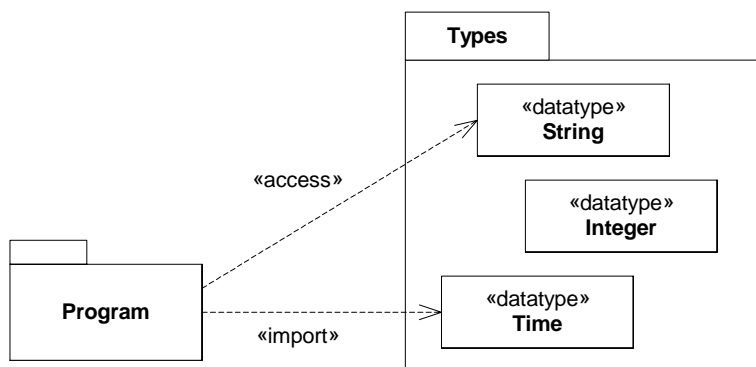 Types
«datatype»
String
«access»
«datatype»
Integer
Program
«datatype»
Time
«import»